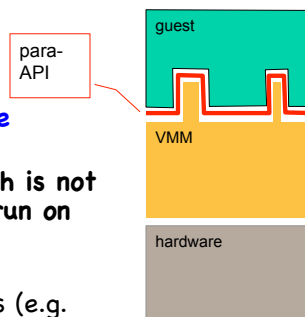 guest
para-
API
e
VMM
h is not
run on
hardware
s (e.g.